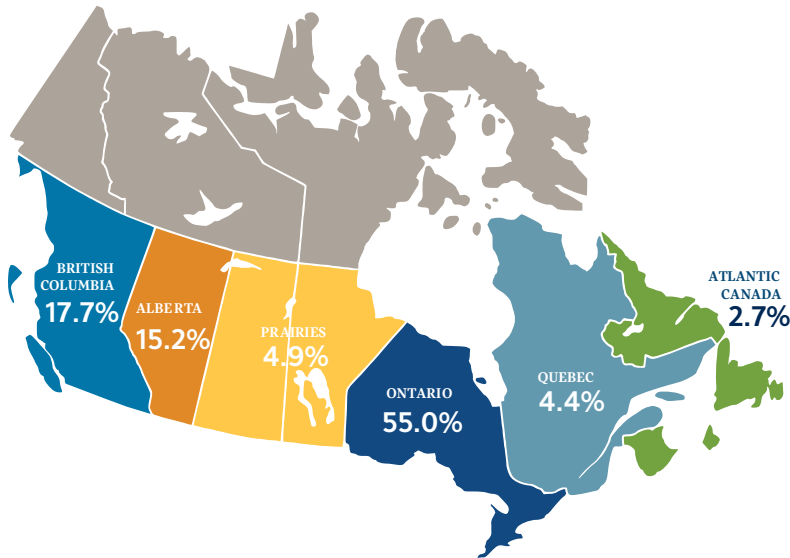 BRITISH
COLUMBIA
17.7%
ALBERTA
15.2%
PRAIRIES
4.9%
ONTARIO
55.0%
QUEBEC
4.4%
ATLANTIC
CANADA
2.7%